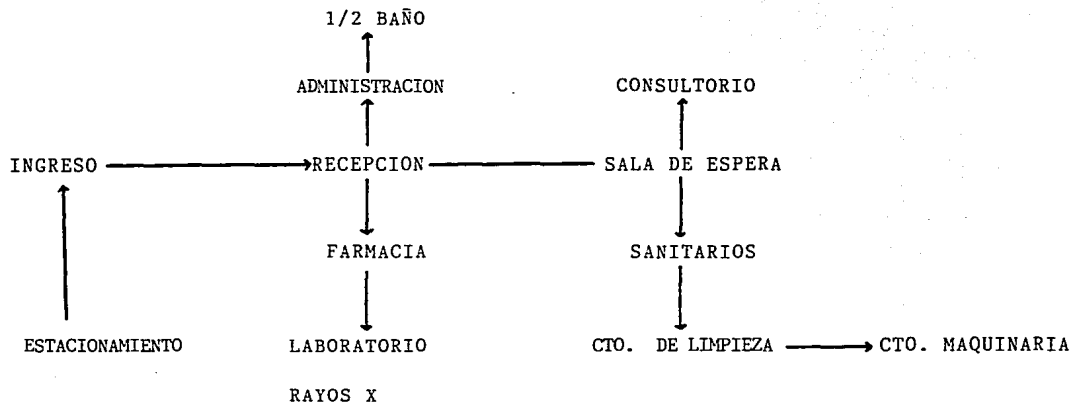 1/2 BAÑO
ADMINISTRACION CONSULTORIO
INGRESO RECEPCION SALA DE ESPERA
FARMACIA SANITARIOS
ESTACIONAMIENTO LABORATORIO CTO. DE LIMPIEZA CTO. MAQUINARIA
RAYOS X